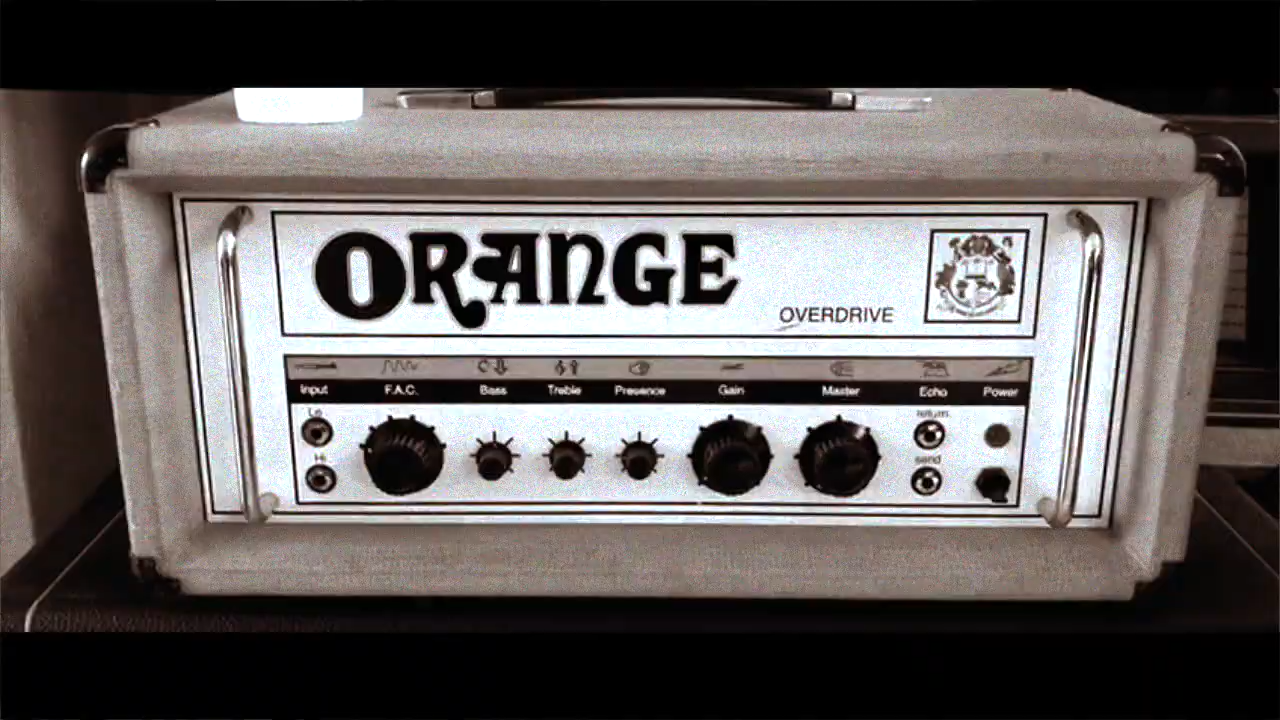 ORANGE
OVERDRIVE
Input F.A.C. Bass Treble Presence Gain Master Echo Power
Lo return
Hi send